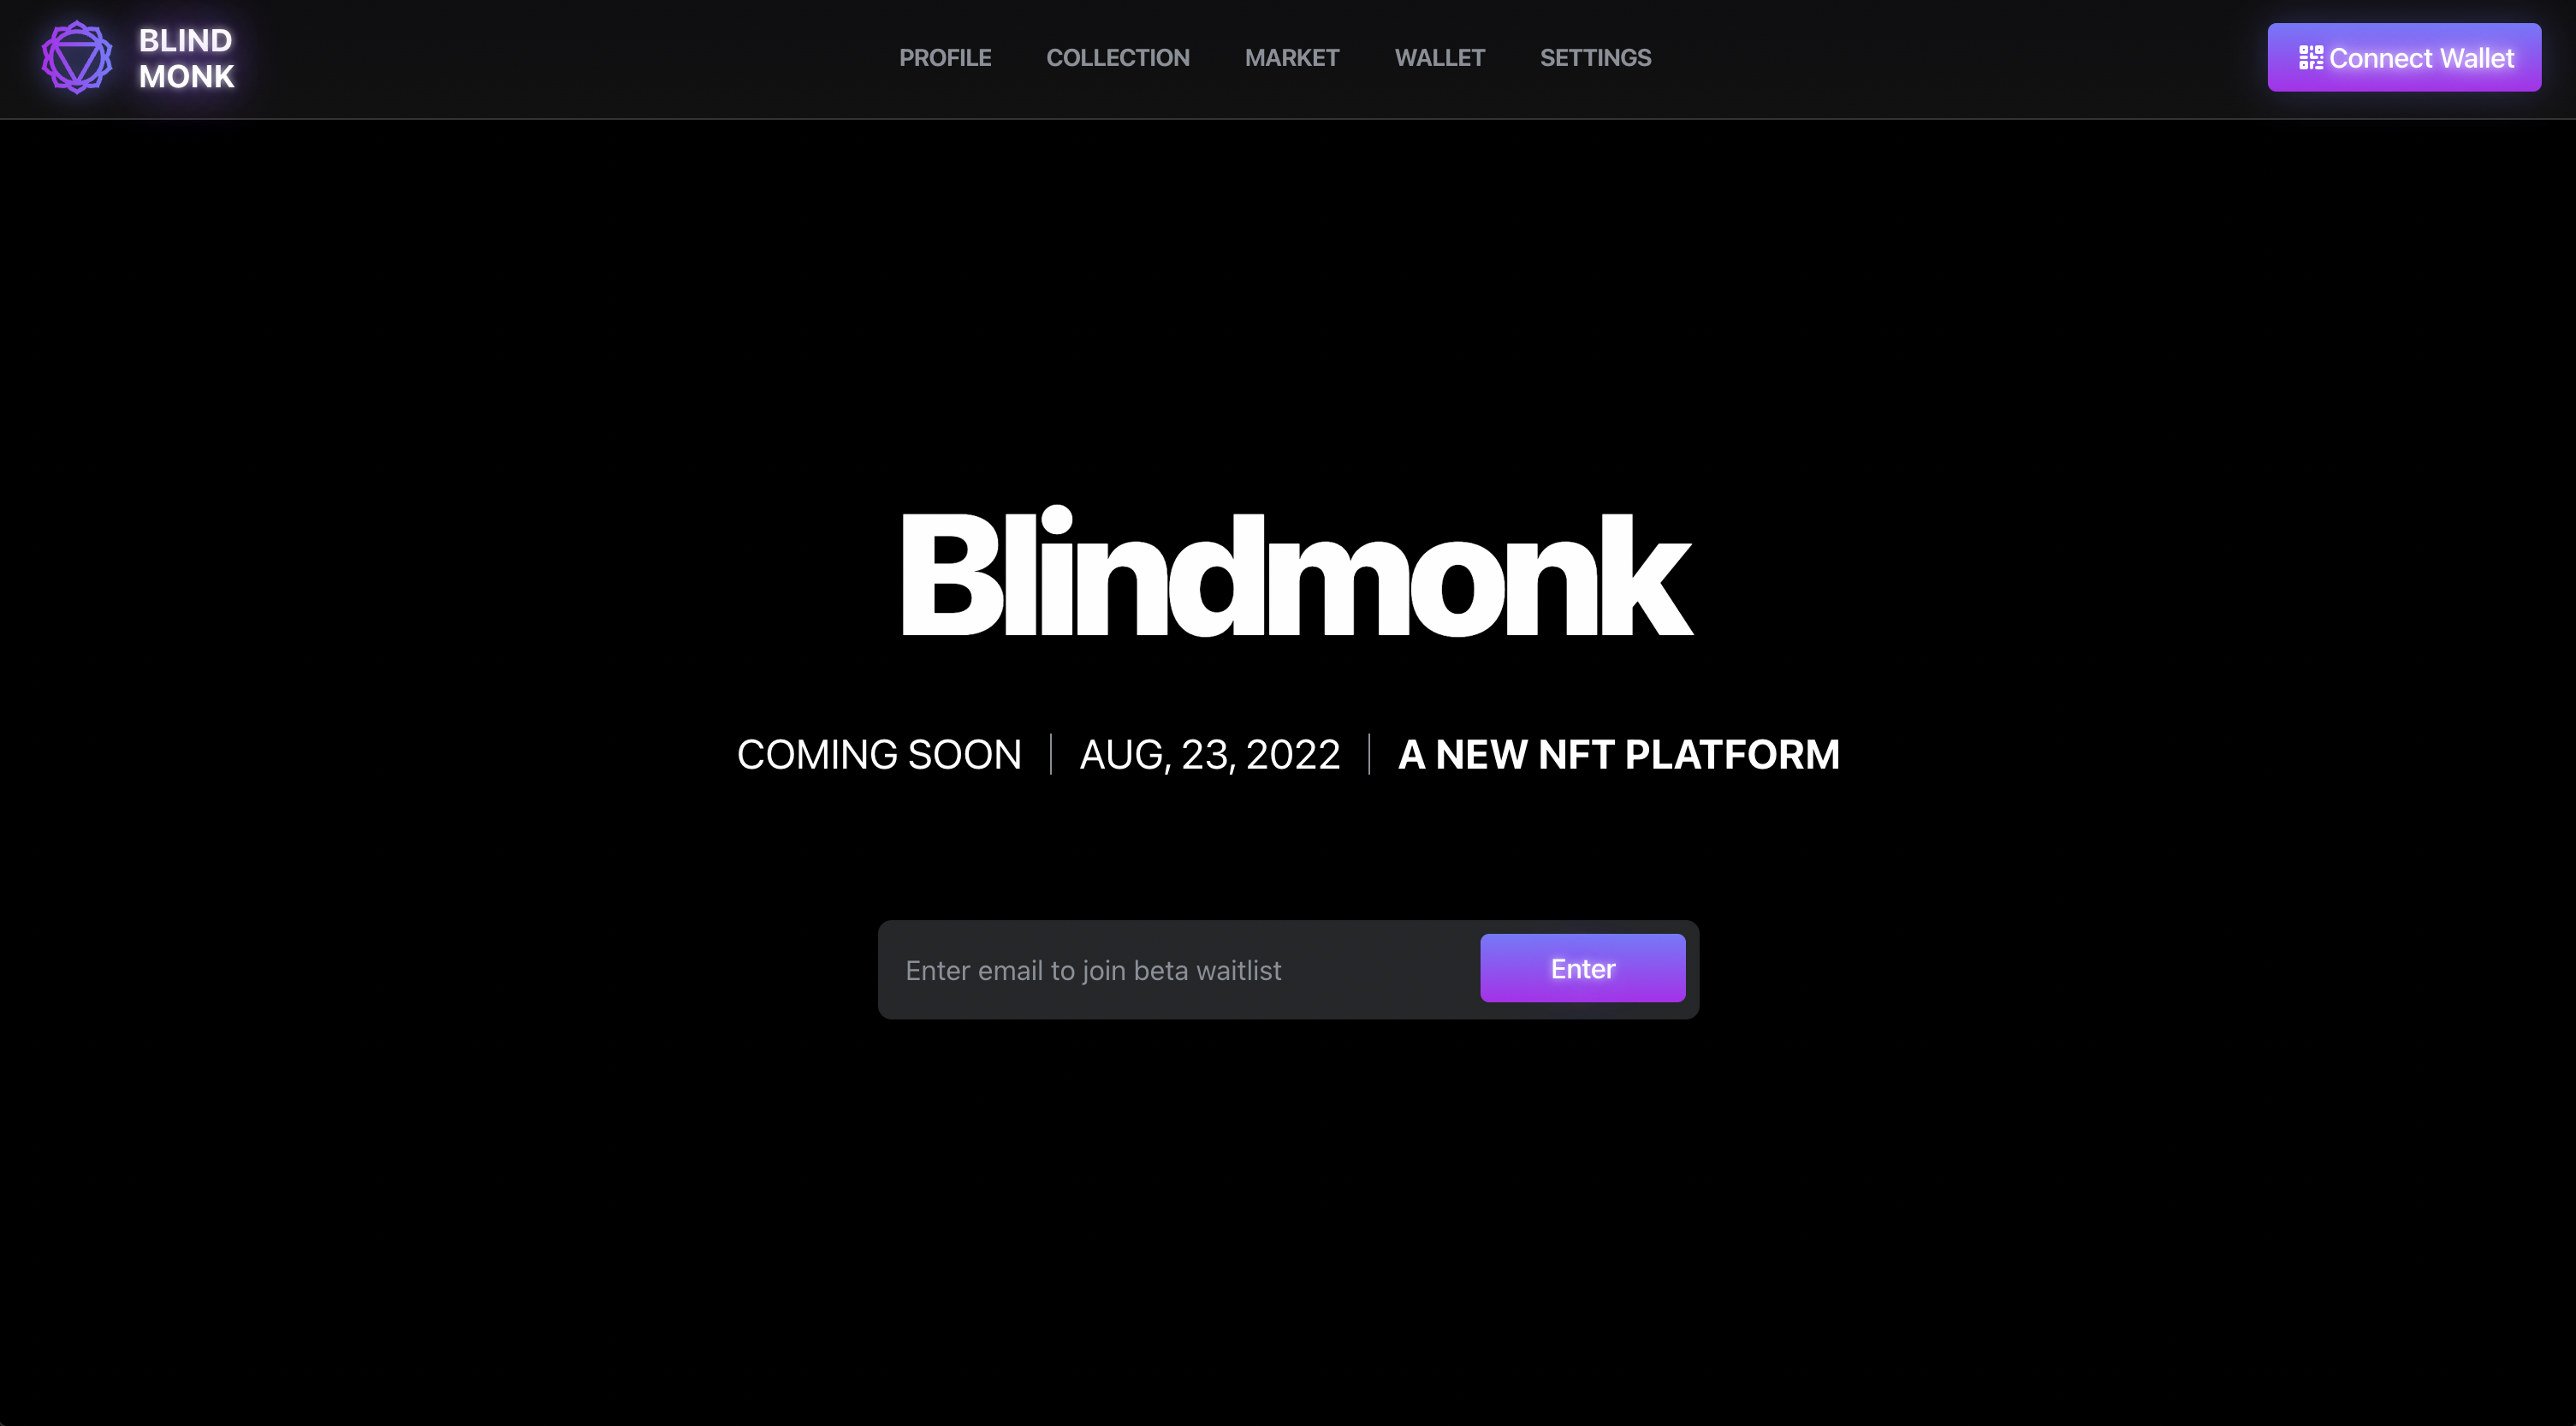 BLIND
MONK
PROFILE COLLECTION MARKET WALLET SETTINGS
Connect Wallet
Blindmonk
COMING SOON | AUG, 23, 2022 | A NEW NFT PLATFORM
Enter email to join beta waitlist
Enter